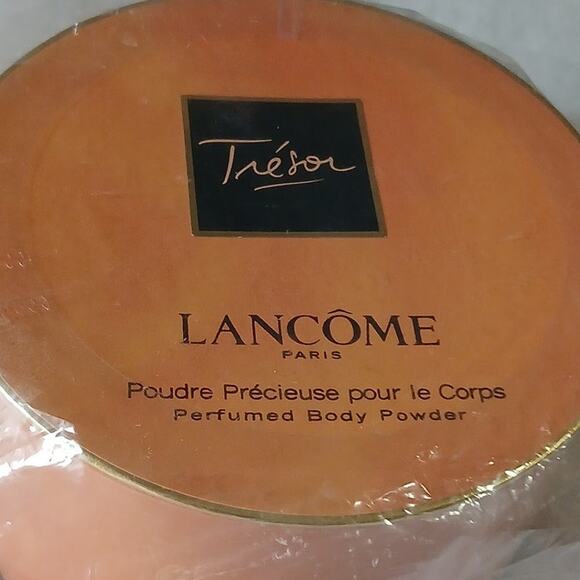 Trésor
LANCÔME
PARIS
Poudre Précieuse pour le Corps
Perfumed Body Powder